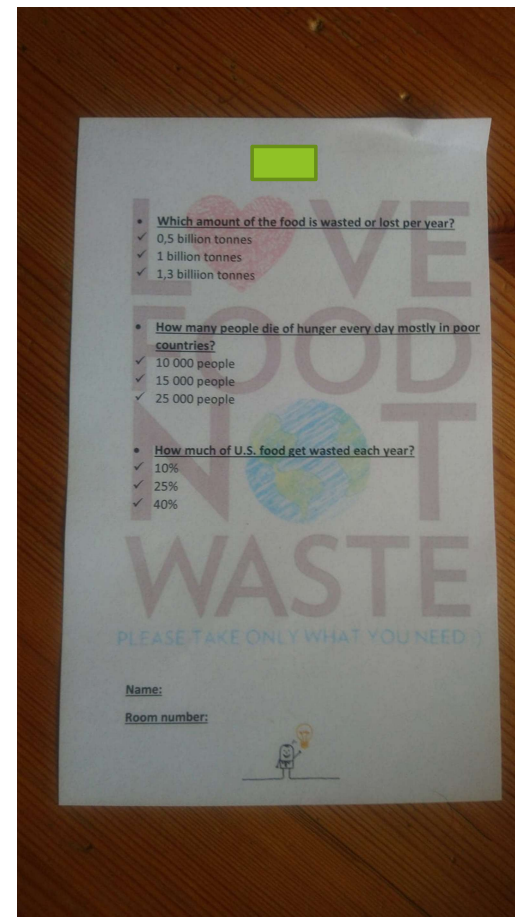 • Which amount of the food is wasted or lost per year?
✓ 0,5 billion tonnes
✓ 1 billion tonnes
✓ 1,3 billiion tonnes
• How many people die of hunger every day mostly in poor
countries?
✓ 10 000 people
✓ 15 000 people
✓ 25 000 people
• How much of U.S. food get wasted each year?
✓ 10%
✓ 25%
✓ 40%
LOVE
FOOD
NOT
WASTE
PLEASE TAKE ONLY WHAT YOU NEED :)
Name:
Room number: